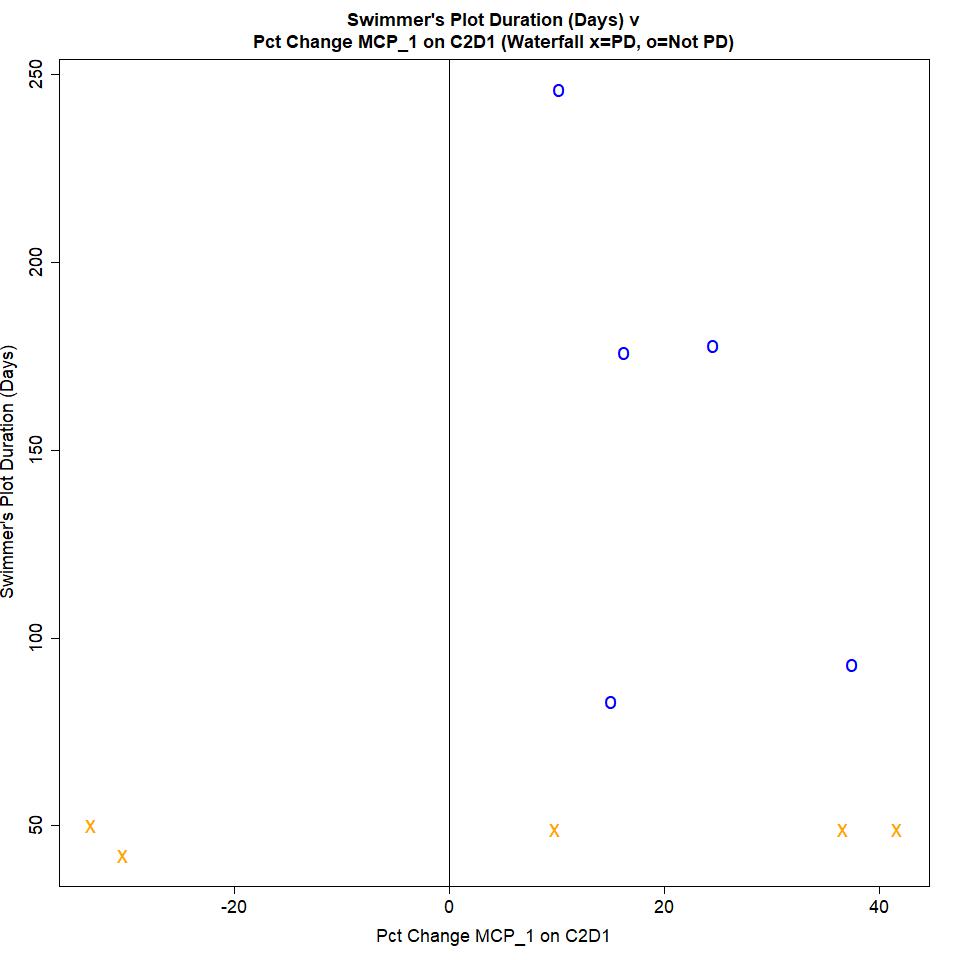 Swimmer's Plot Duration (Days) v
Pct Change MCP_1 on C2D1 (Waterfall x=PD, o=Not PD)
Swimmer's Plot Duration (Days)
250
200
150
100
50
O
O
O
O
O
X
X
X
X
X
-20
0
20
40
Pct Change MCP_1 on C2D1